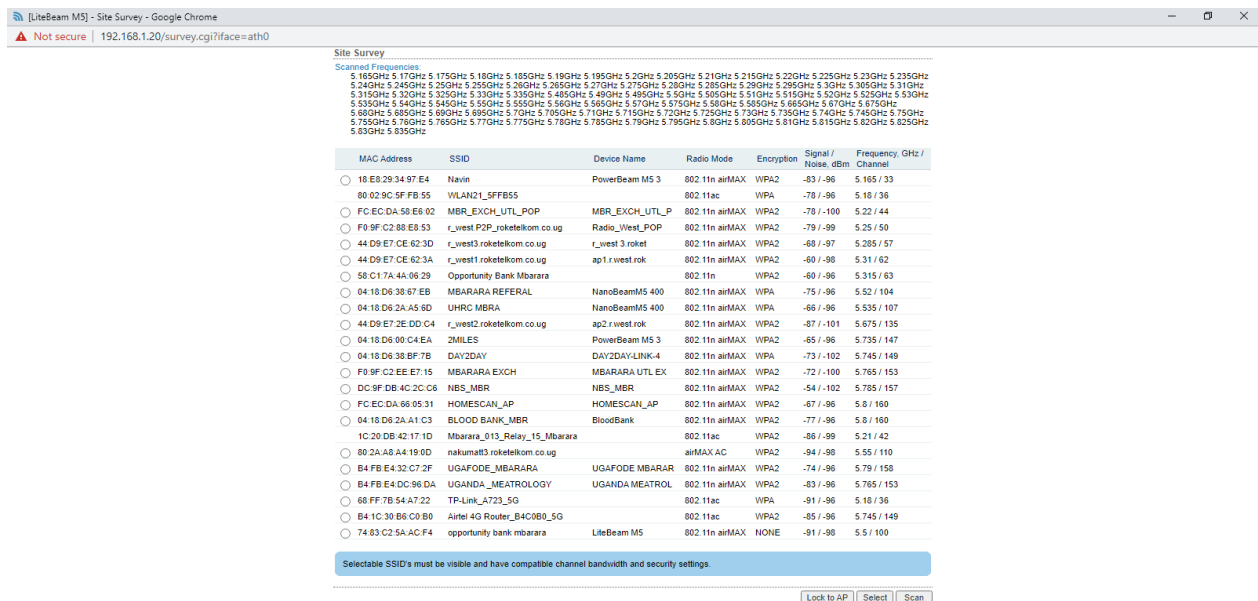 [LiteBeam M5] - Site Survey - Google Chrome
Not secure | 192.168.1.20/survey.cgi?iface=ath0
Site Survey
Scanned Frequencies:
5.165GHz 5.17GHz 5.175GHz 5.18GHz 5.185GHz 5.19GHz 5.195GHz 5.2GHz 5.205GHz 5.21GHz 5.215GHz 5.22GHz 5.225GHz 5.23GHz 5.235GHz
5.24GHz 5.245GHz 5.25GHz 5.255GHz 5.26GHz 5.265GHz 5.27GHz 5.275GHz 5.28GHz 5.285GHz 5.29GHz 5.295GHz 5.3GHz 5.305GHz 5.31GHz
5.315GHz 5.32GHz 5.325GHz 5.33GHz 5.335GHz 5.485GHz 5.49GHz 5.495GHz 5.5GHz 5.505GHz 5.51GHz 5.515GHz 5.52GHz 5.525GHz 5.53GHz
5.535GHz 5.54GHz 5.545GHz 5.55GHz 5.555GHz 5.56GHz 5.565GHz 5.57GHz 5.575GHz 5.58GHz 5.585GHz 5.665GHz 5.67GHz 5.675GHz
5.68GHz 5.685GHz 5.69GHz 5.695GHz 5.7GHz 5.705GHz 5.71GHz 5.715GHz 5.72GHz 5.725GHz 5.73GHz 5.735GHz 5.74GHz 5.745GHz 5.75GHz
5.755GHz 5.76GHz 5.765GHz 5.77GHz 5.775GHz 5.78GHz 5.785GHz 5.79GHz 5.795GHz 5.8GHz 5.805GHz 5.81GHz 5.815GHz 5.82GHz 5.825GHz
5.83GHz 5.835GHz
MAC Address SSID Device Name Radio Mode Encryption Signal / Noise, dBm Frequency, GHz / Channel
18:E8:29:34:97:E4 Navin PowerBeam M5 3 802.11n airMAX WPA2 -83 / -96 5.165 / 33
80:02:9C:5F:FB:55 WLAN21_5FFB55 802.11ac WPA -78 / -96 5.18 / 36
FC:EC:DA:58:E6:02 MBR_EXCH_UTL_POP MBR_EXCH_UTL_P 802.11n airMAX WPA2 -78 / -100 5.22 / 44
F0:9F:C2:88:E8:53 r_west.P2P_roketelkom.co.ug Radio_West_POP 802.11n airMAX WPA2 -79 / -99 5.25 / 50
44:D9:E7:CE:62:3D r_west3.roketelkom.co.ug r_west 3.roket 802.11n airMAX WPA2 -68 / -97 5.285 / 57
44:D9:E7:CE:62:3A r_west1.roketelkom.co.ug ap1.r.west.rok 802.11n airMAX WPA2 -60 / -98 5.31 / 62
58:C1:7A:4A:06:29 Opportunity Bank Mbarara 802.11n WPA2 -60 / -96 5.315 / 63
04:18:D6:38:67:EB MBARARA REFERAL NanoBeamM5 400 802.11n airMAX WPA -75 / -96 5.52 / 104
04:18:D6:2A:A5:6D UHRC MBRA NanoBeamM5 400 802.11n airMAX WPA -66 / -96 5.535 / 107
44:D9:E7:2E:DD:C4 r_west2.roketelkom.co.ug ap2.r.west.rok 802.11n airMAX WPA2 -87 / -101 5.675 / 135
04:18:D6:00:C4:EA 2MILES PowerBeam M5 3 802.11n airMAX WPA2 -65 / -96 5.735 / 147
04:18:D6:38:BF:7B DAY2DAY DAY2DAY-LINK-4 802.11n airMAX WPA -73 / -102 5.745 / 149
F0:9F:C2:EE:E7:15 MBARARA EXCH MBARARA UTL EX 802.11n airMAX WPA2 -72 / -100 5.765 / 153
DC:9F:DB:4C:2C:C6 NBS_MBR NBS_MBR 802.11n airMAX WPA2 -54 / -102 5.785 / 157
FC:EC:DA:66:05:31 HOMESCAN_AP HOMESCAN_AP 802.11n airMAX WPA2 -67 / -96 5.8 / 160
04:18:D6:2A:A1:C3 BLOOD BANK_MBR BloodBank 802.11n airMAX WPA2 -77 / -96 5.8 / 160
1C:20:DB:42:17:1D Mbarara_013_Relay_15_Mbarara 802.11ac WPA2 -86 / -99 5.21 / 42
80:2A:A8:A4:19:0D nakumatt3.roketelkom.co.ug airMAX AC WPA2 -94 / -98 5.55 / 110
B4:FB:E4:32:C7:2F UGAFODE_MBARARA UGAFODE MBARAR 802.11n airMAX WPA2 -74 / -96 5.79 / 158
B4:FB:E4:DC:96:DA UGANDA_MEATROLOGY UGANDA MEATROL 802.11n airMAX WPA2 -83 / -96 5.765 / 153
68:FF:7B:54:A7:22 TP-Link_A723_5G 802.11ac WPA -91 / -96 5.18 / 36
B4:1C:30:B6:C0:B0 Airtel 4G Router_B4C0B0_5G 802.11ac WPA2 -85 / -96 5.745 / 149
74:83:C2:5A:AC:F4 opportunity bank mbarara LiteBeam M5 802.11n airMAX NONE -91 / -98 5.5 / 100
Selectable SSID's must be visible and have compatible channel bandwidth and security settings.
Lock to AP Select Scan